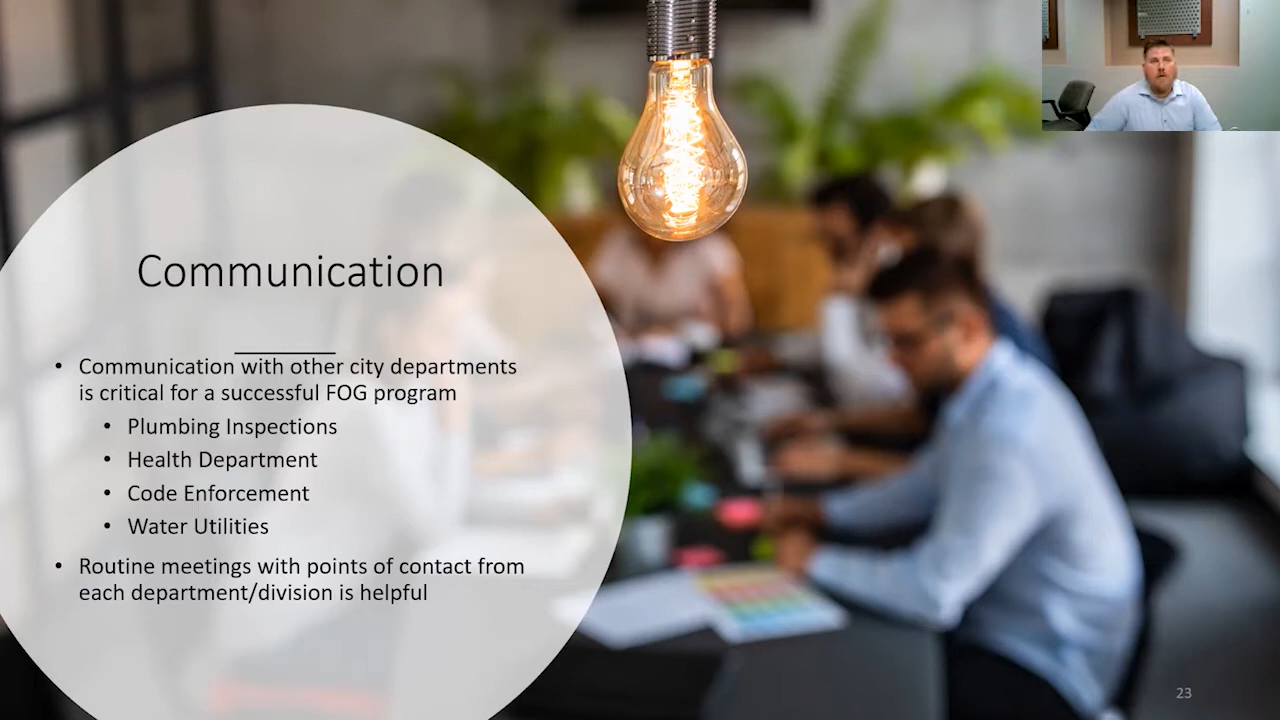 Communication
• Communication with other city departments
is critical for a successful FOG program
• Plumbing Inspections
• Health Department
• Code Enforcement
• Water Utilities
• Routine meetings with points of contact from
each department/division is helpful
23